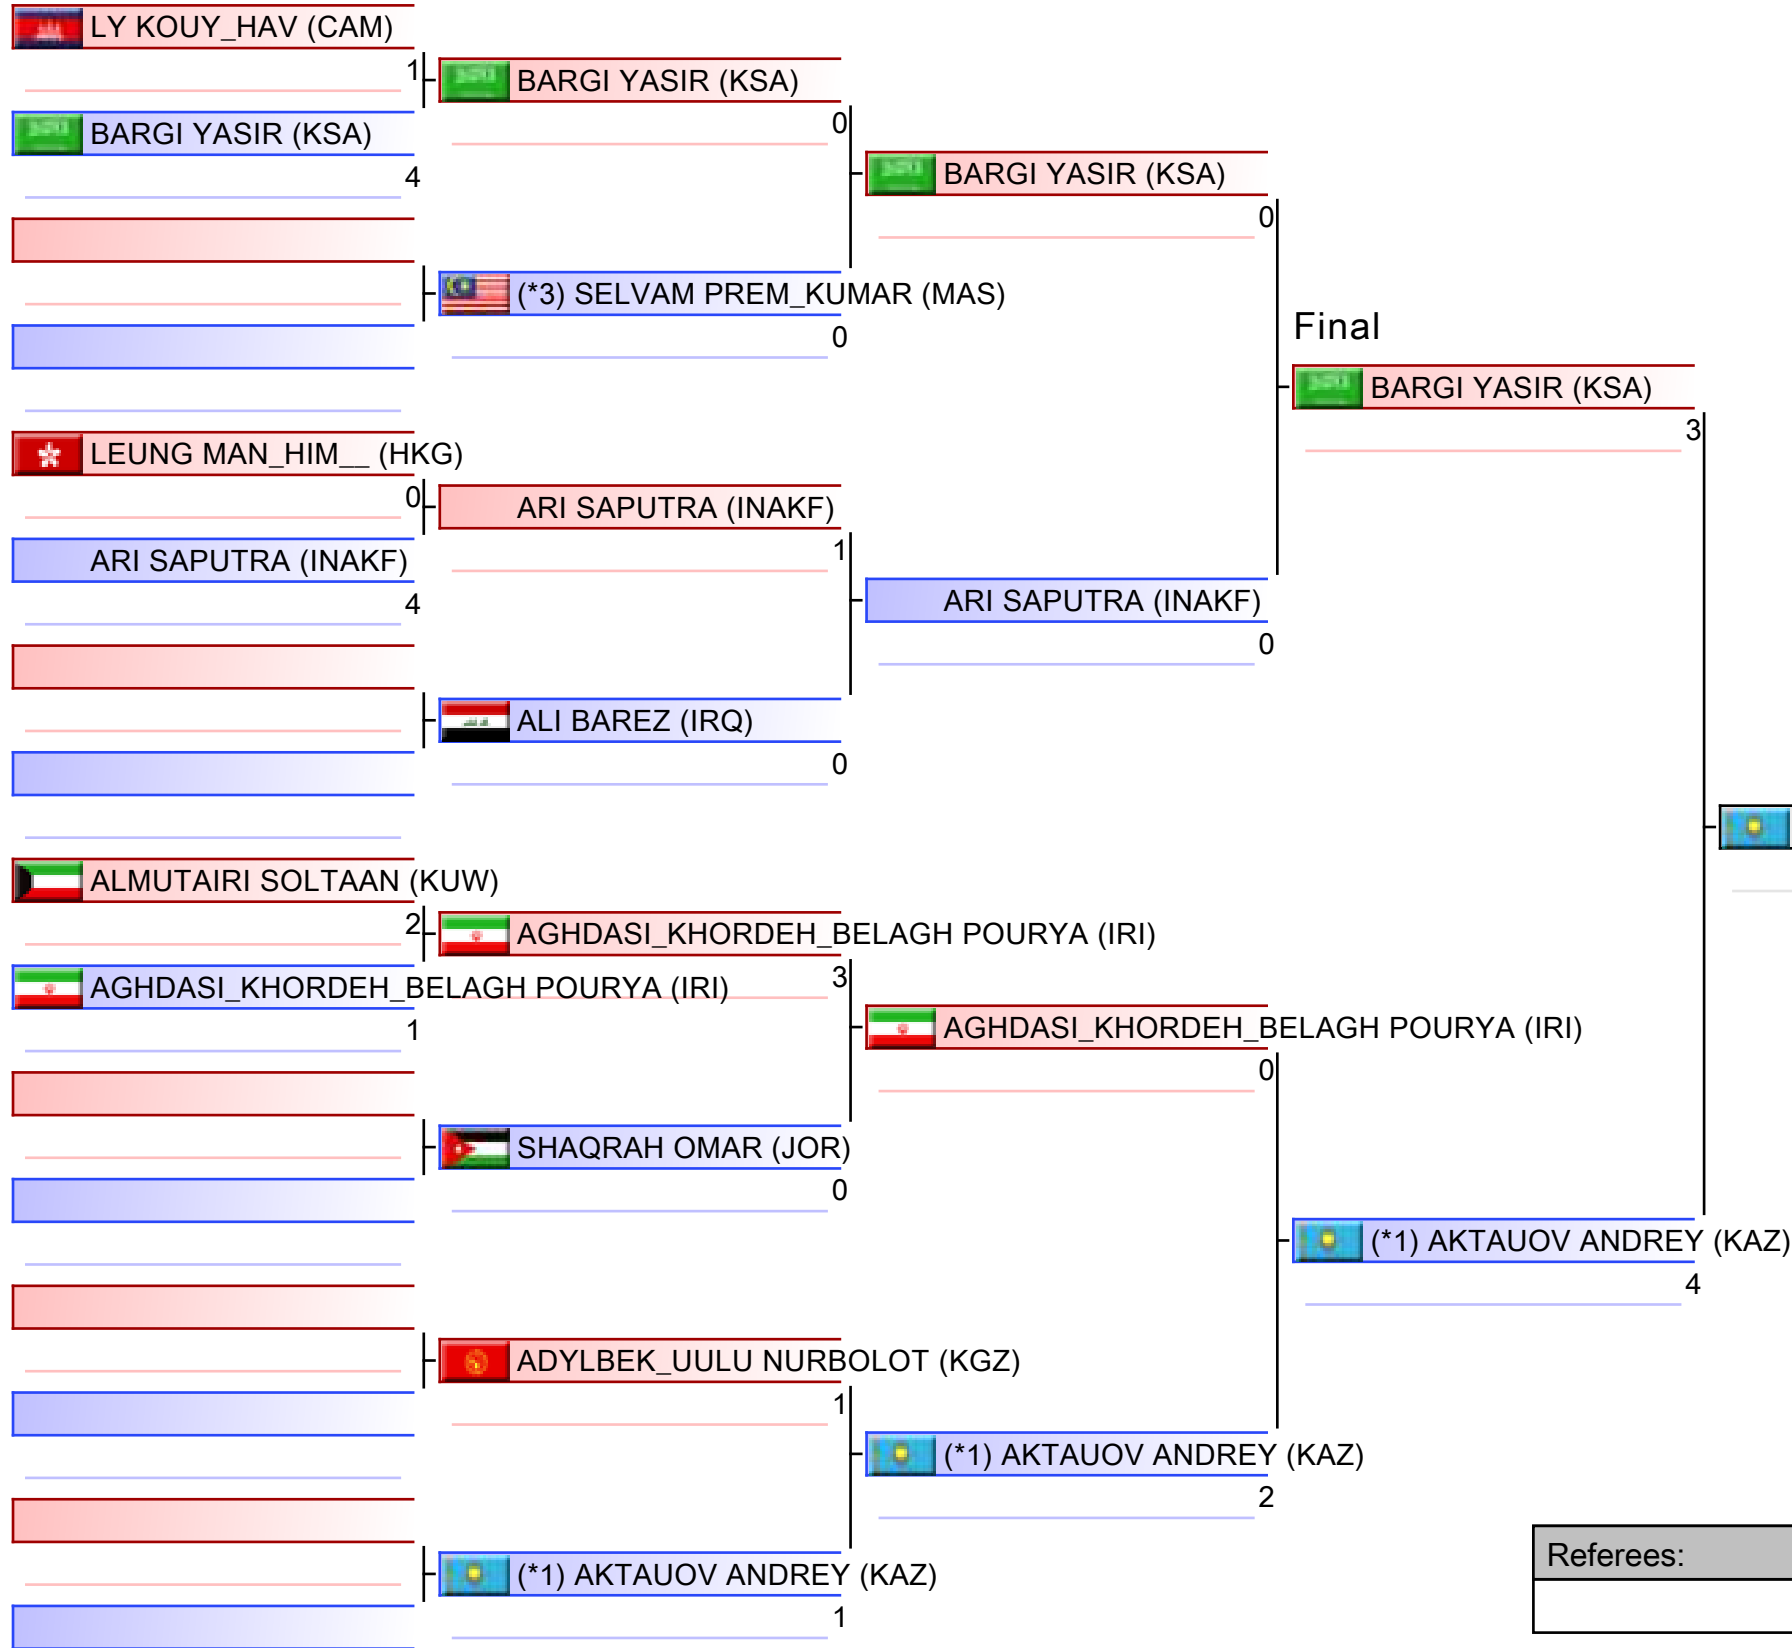 LY KOUY_HAV (CAM)
1
BARGI YASIR (KSA)
4
BARGI YASIR (KSA)
0
(*3) SELVAM PREM_KUMAR (MAS)
0
BARGI YASIR (KSA)
0
LEUNG MAN_HIM__ (HKG)
0
ARI SAPUTRA (INAKF)
4
ARI SAPUTRA (INAKF)
1
ALI BAREZ (IRQ)
0
ARI SAPUTRA (INAKF)
0
Final
BARGI YASIR (KSA)
3
ALMUTAIRI SOLTAAN (KUW)
2
AGHDASI_KHORDEH_BELAGH POURYA (IRI)
1
AGHDASI_KHORDEH_BELAGH POURYA (IRI)
3
SHAQRAH OMAR (JOR)
0
AGHDASI_KHORDEH_BELAGH POURYA (IRI)
0
ADYLBEK_UULU NURBOLOT (KGZ)
1
(*1) AKTAUOV ANDREY (KAZ)
1
(*1) AKTAUOV ANDREY (KAZ)
2
(*1) AKTAUOV ANDREY (KAZ)
4
Referees: